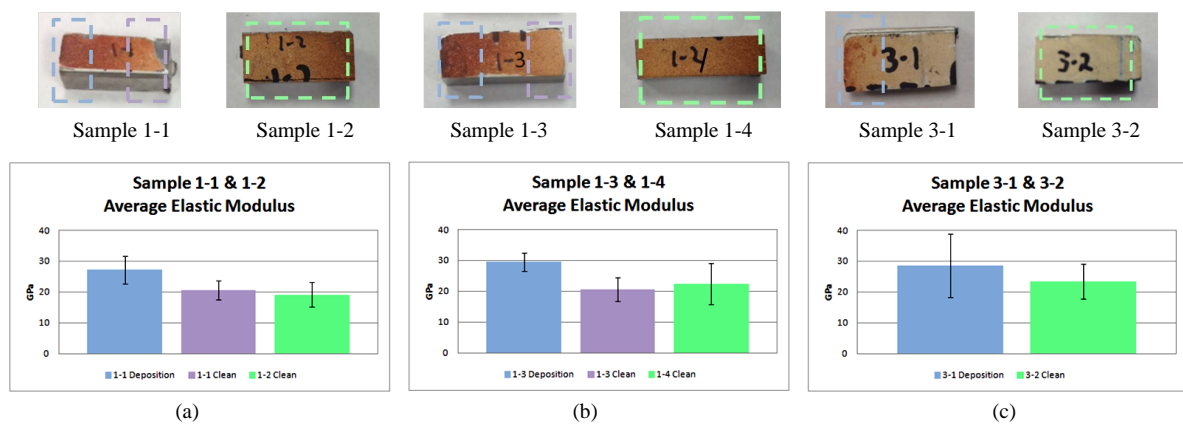 1-1
1-2
1-2
1-3
1-4
3-1
3-2
Sample 1-1
Sample 1-2
Sample 1-3
Sample 1-4
Sample 3-1
Sample 3-2
Sample 1-1 & 1-2
Average Elastic Modulus
40
30
20
10
0
GPa
1-1 Deposition
1-1 Clean
1-2 Clean
(a)
Sample 1-3 & 1-4
Average Elastic Modulus
40
30
20
10
0
GPa
1-3 Deposition
1-3 Clean
1-4 Clean
(b)
Sample 3-1 & 3-2
Average Elastic Modulus
40
30
20
10
0
GPa
3-1 Deposition
3-2 Clean
(c)